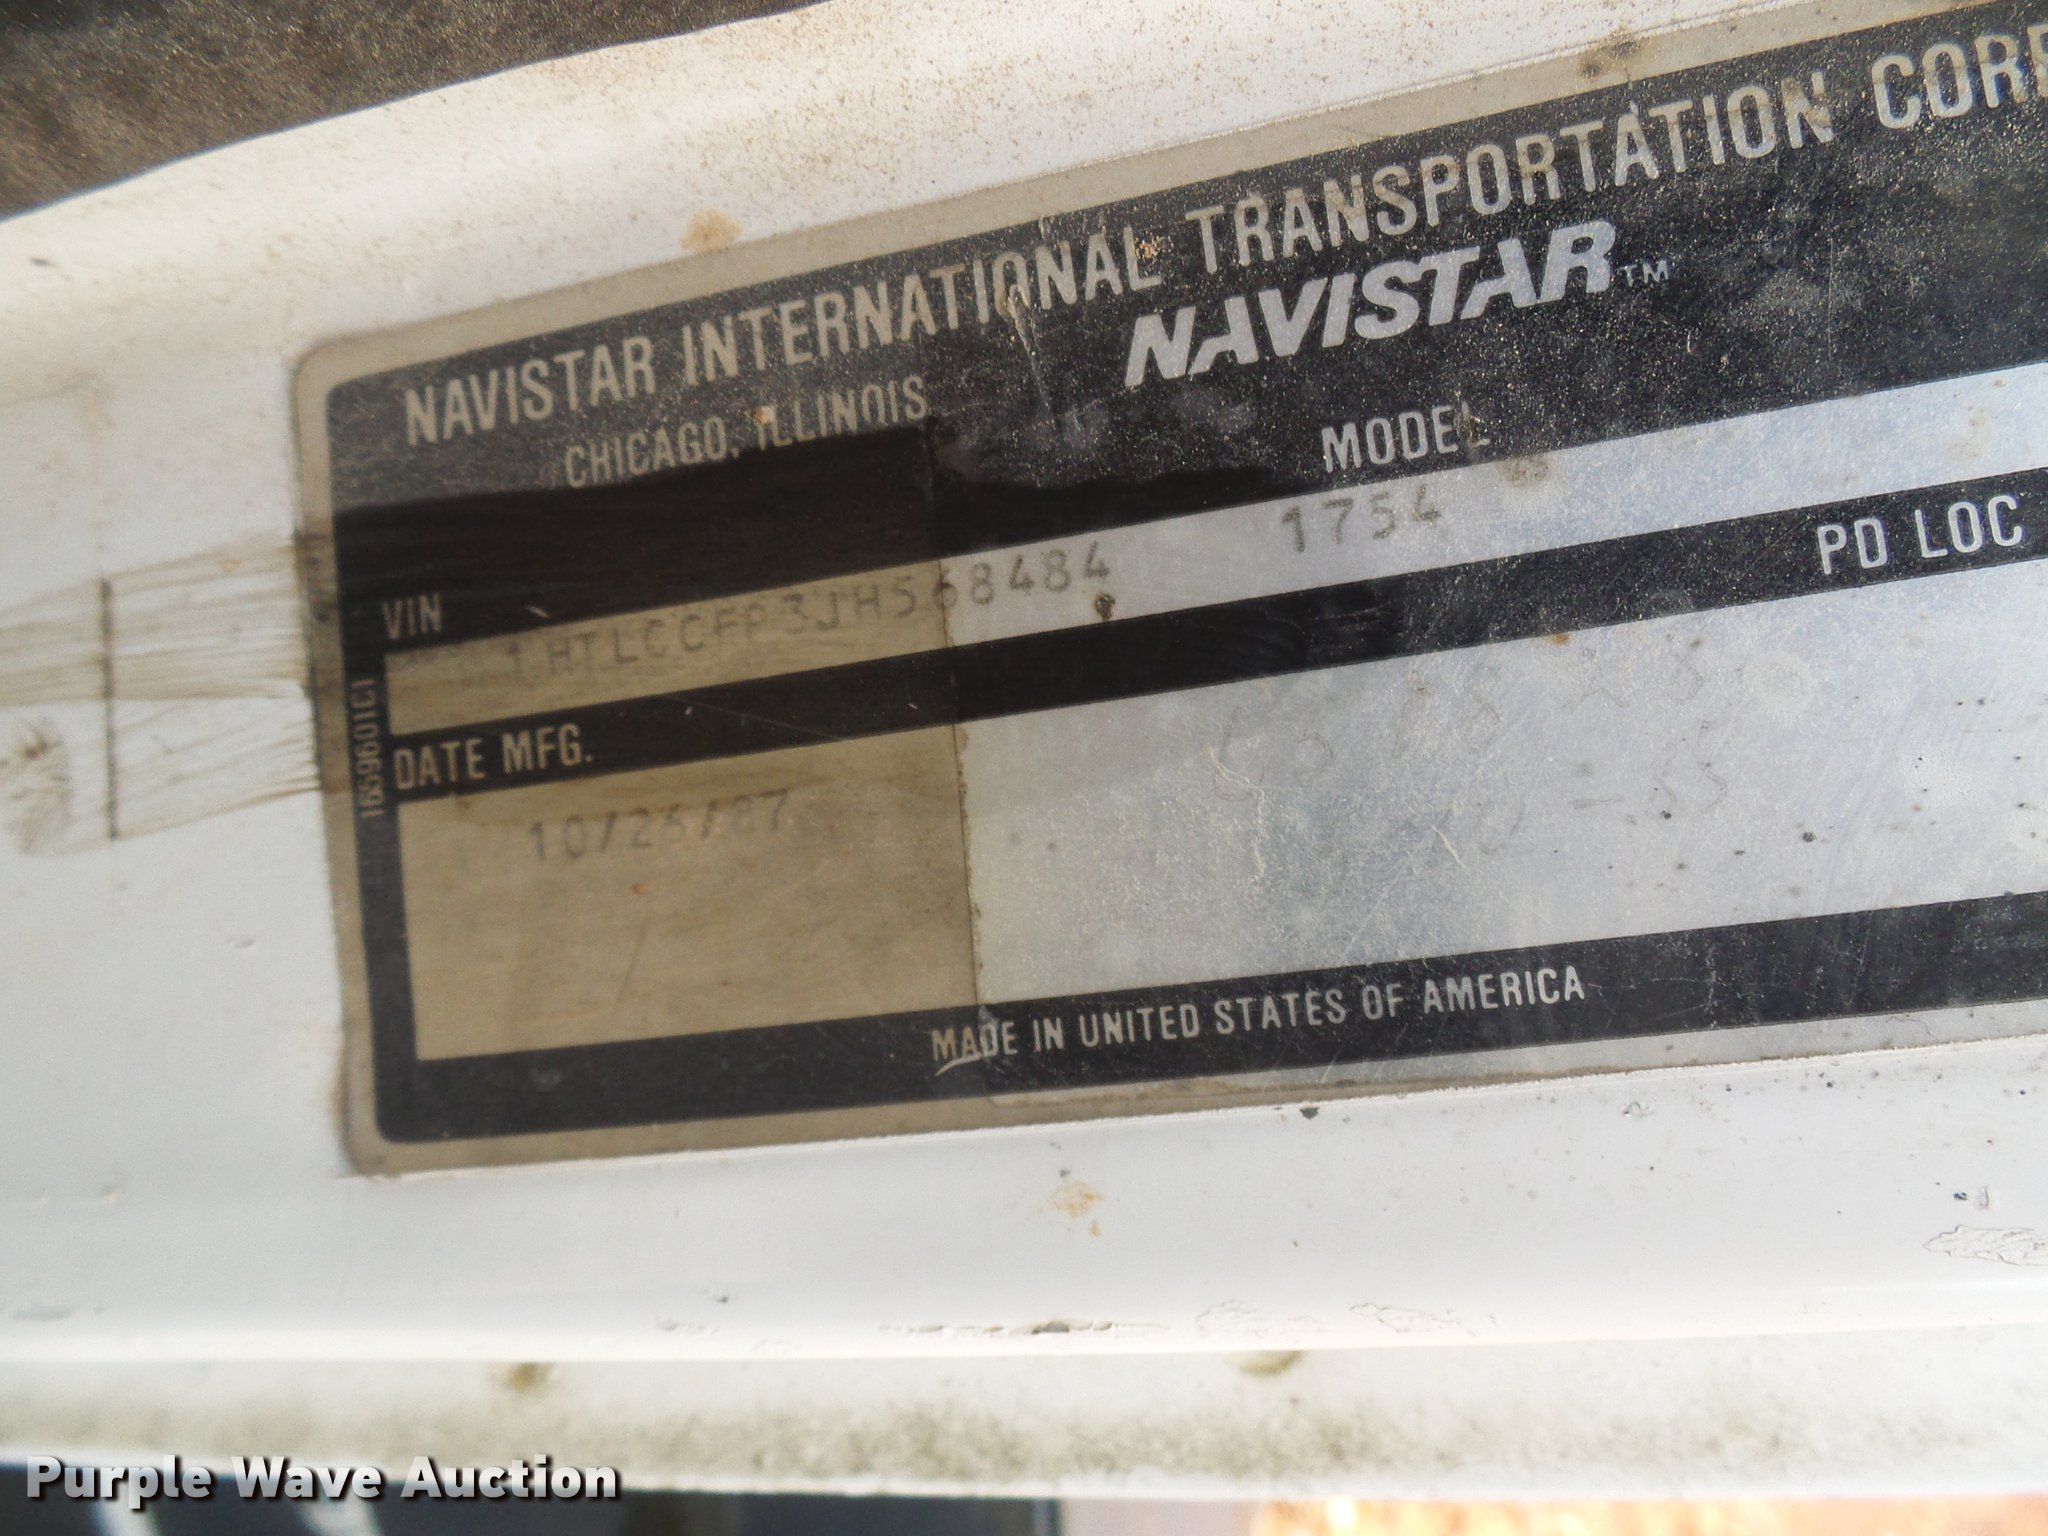 NAVISTAR INTERNATIONAL TRANSPORTATION CORP
CHICAGO, ILLINOIS
NAVISTAR™
VIN
MODEL
1HTLCCFP3JH568484
1754
1659601C1
DATE MFG.
PD LOC
10/26/87
MADE IN UNITED STATES OF AMERICA
Purple Wave Auction